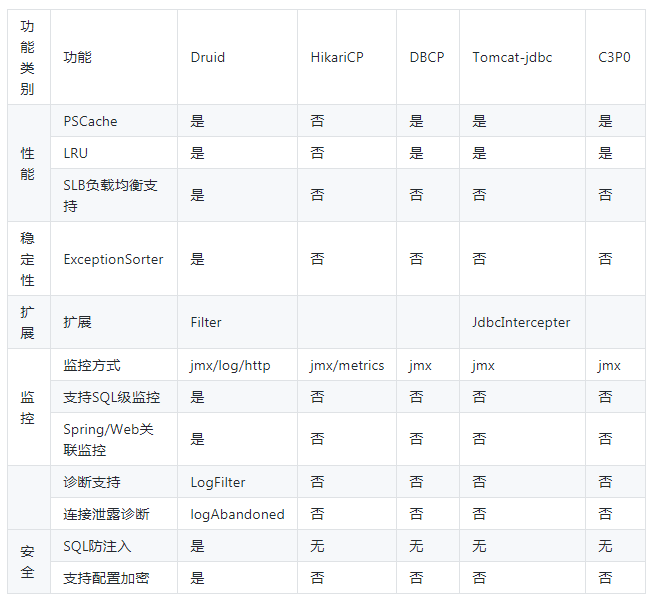 功能类别 功能 Druid HikariCP DBCP Tomcat-jdbc C3P0
性能 PSCache 是 否 是 是 是
LRU 是 否 是 是 是
SLB负载均衡支持 是 否 否 否 否
稳定性 ExceptionSorter 是 否 否 否 否
扩展 扩展 Filter JdbcIntercepter
监控 监控方式 jmx/log/http jmx/metrics jmx jmx jmx
支持SQL级监控 是 否 否 否 否
Spring/Web关联监控 是 否 否 否 否
诊断支持 LogFilter 否 否 否 否
连接泄露诊断 logAbandoned 否 否 否 否
安全 SQL防注入 是 无 无 无 无
支持配置加密 是 否 否 否 否